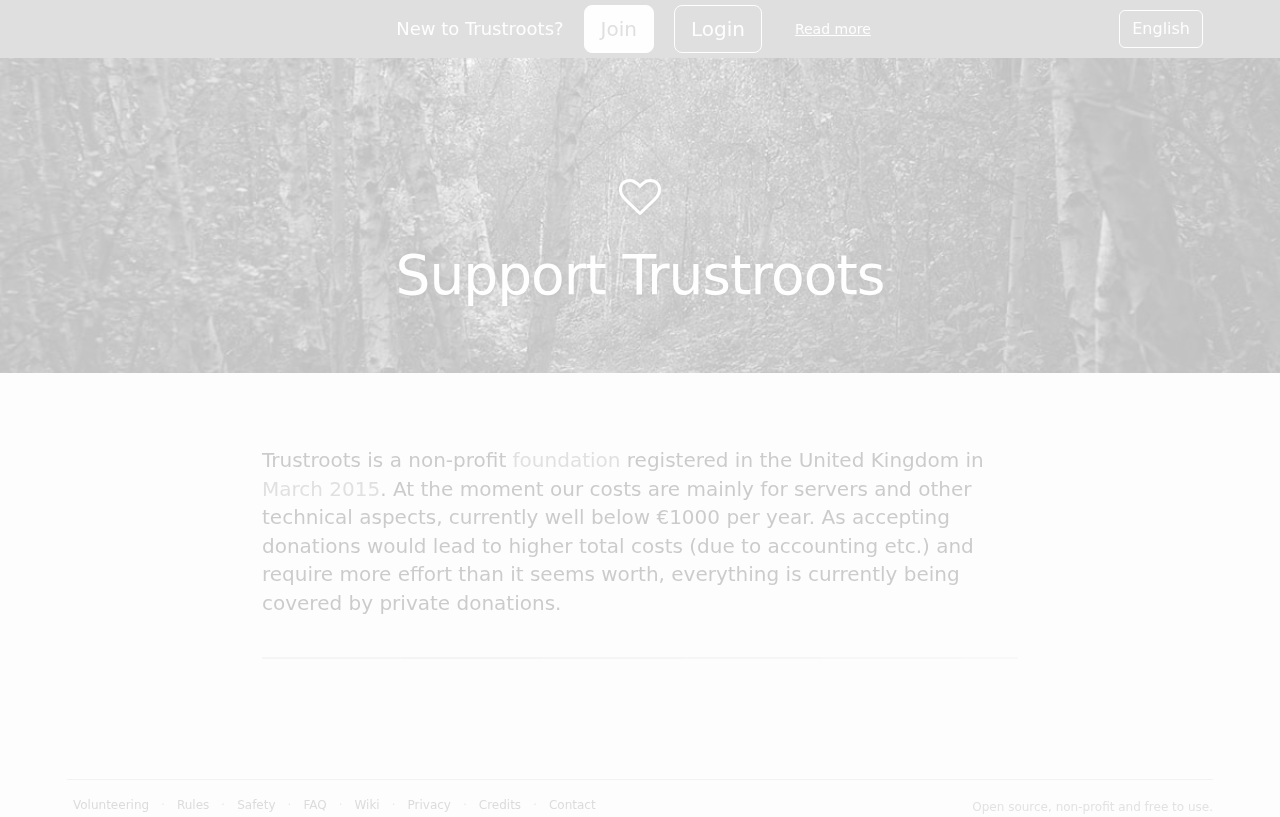 New to Trustroots? Join Login Read more English
Support Trustroots
Trustroots is a non-profit foundation registered in the United Kingdom in
March 2015. At the moment our costs are mainly for servers and other
technical aspects, currently well below €1000 per year. As accepting
donations would lead to higher total costs (due to accounting etc.) and
require more effort than it seems worth, everything is currently being
covered by private donations.
Volunteering · Rules · Safety · FAQ · Wiki · Privacy · Credits · Contact
Open source, non-profit and free to use.